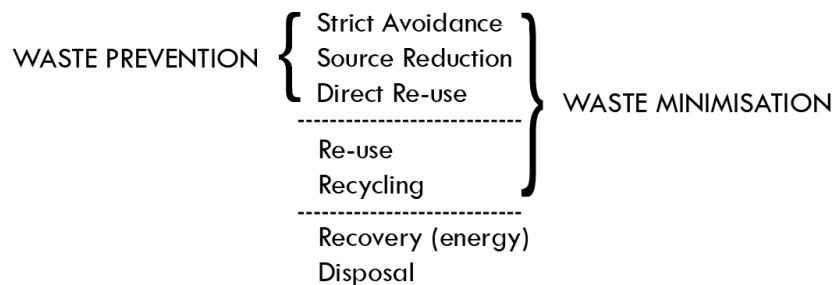 WASTE PREVENTION
Strict Avoidance
Source Reduction
Direct Re-use
WASTE MINIMISATION
Re-use
Recycling
Recovery (energy)
Disposal